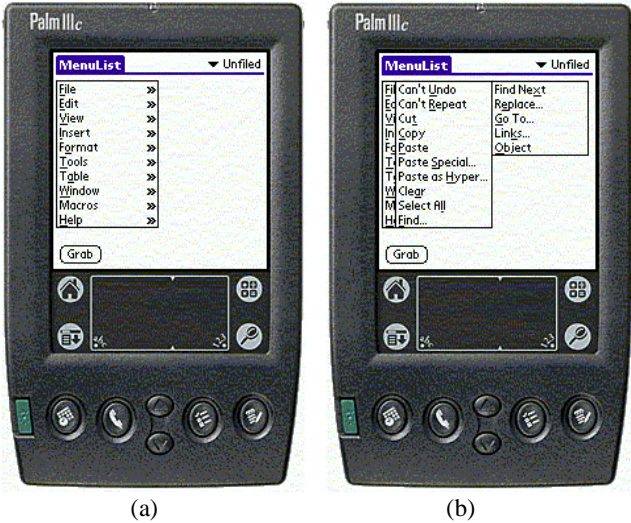 Palm IIIc
MenuList
Unfiled
File »
Edit »
View »
Insert »
Format »
Tools »
Table »
Window »
Macros »
Help »
Grab
(a)
Palm IIIc
MenuList
Unfiled
Can't Undo
Can't Repeat
Cut
Copy
Paste
Paste Special...
Paste as Hyper...
Clear
Select All
Find...
Find Next
Replace...
Go To...
Links...
Object
Grab
(b)